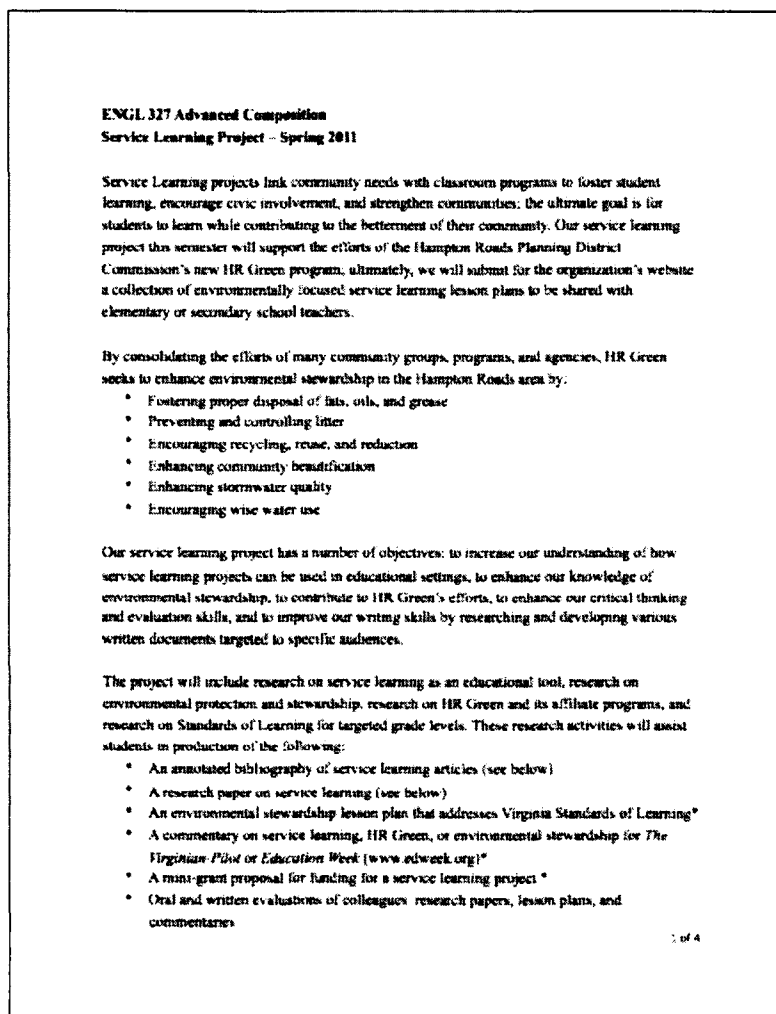 ENGL 327 Advanced Composition
Service Learning Project – Spring 2011
Service Learning projects link community needs with classroom programs to foster student
learning, encourage civic involvement, and strengthen communities; the ultimate goal is for
students to learn while contributing to the betterment of their community. Our service learning
project this semester will support the efforts of the Hampton Roads Planning District
Commission's new HR Green program; ultimately, we will submit for the organization's website
a collection of environmentally focused service learning lesson plans to be shared with
elementary or secondary school teachers.
By consolidating the efforts of many community groups, programs, and agencies, HR Green
seeks to enhance environmental stewardship in the Hampton Roads area by:
• Fostering proper disposal of fats, oils, and grease
• Preventing and controlling litter
• Encouraging recycling, reuse, and reduction
• Enhancing community beautification
• Enhancing stormwater quality
• Encouraging wise water use
Our service learning project has a number of objectives: to increase our understanding of how
service learning projects can be used in educational settings, to enhance our knowledge of
environmental stewardship, to contribute to HR Green's efforts, to enhance our critical thinking
and evaluation skills, and to improve our writing skills by researching and developing various
written documents targeted to specific audiences.
The project will include research on service learning as an educational tool, research on
environmental protection and stewardship, research on HR Green and its affiliate programs, and
research on Standards of Learning for targeted grade levels. These research activities will assist
students in production of the following:
• An annotated bibliography of service learning articles (see below)
• A research paper on service learning (see below)
• An environmental stewardship lesson plan that addresses Virginia Standards of Learning*
• A commentary on service learning, HR Green, or environmental stewardship for The
Virginian-Pilot or Education Week (www.edweek.org)*
• A mini-grant proposal for funding for a service learning project *
• Oral and written evaluations of colleagues' research papers, lesson plans, and
commentaries
of 4